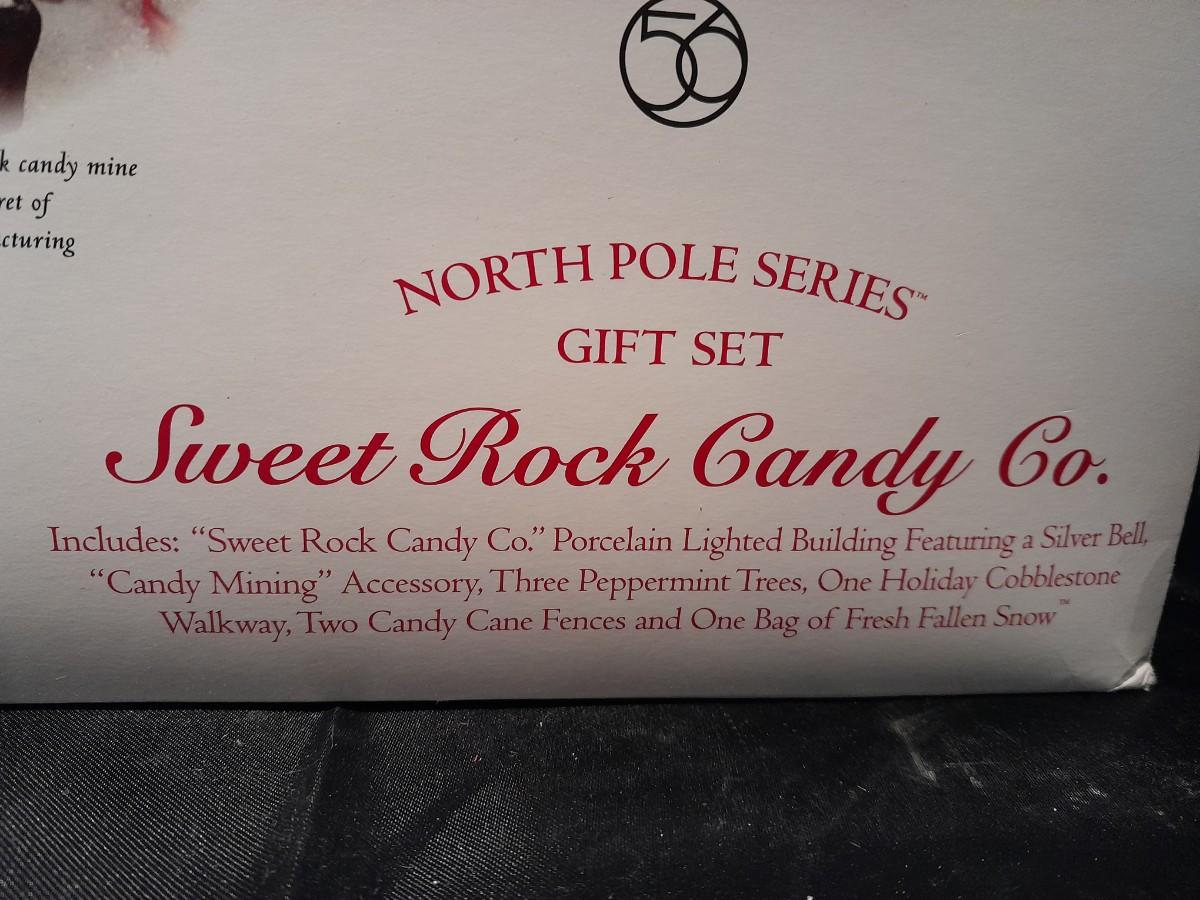 56
candy mine
of
NORTH POLE SERIES™
GIFT SET
Sweet Rock Candy Co.
Includes: “Sweet Rock Candy Co.” Porcelain Lighted Building Featuring a Silver Bell,
“Candy Mining” Accessory, Three Peppermint Trees, One Holiday Cobblestone
Walkway, Two Candy Cane Fences and One Bag of Fresh Fallen Snow™